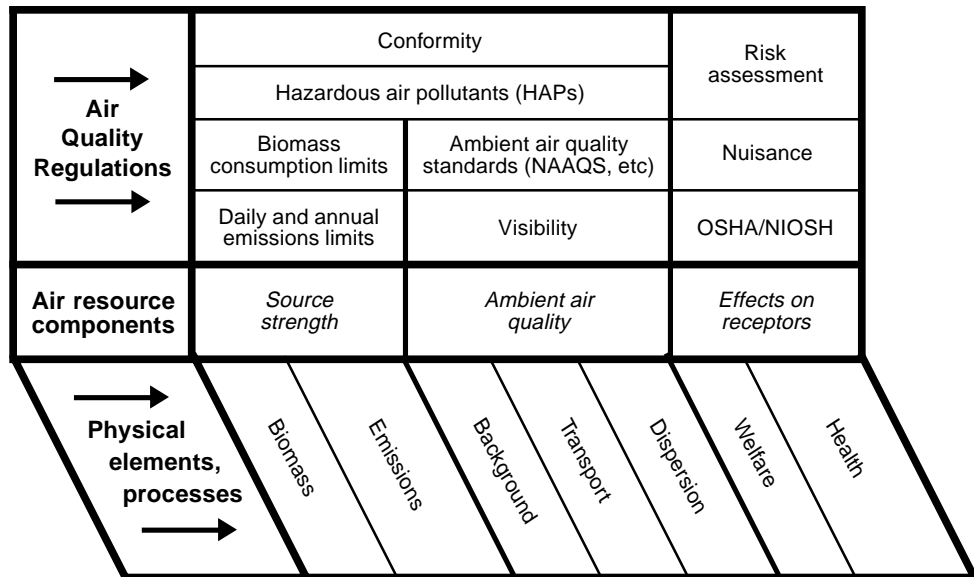 Air
Quality
Regulations
Conformity
Risk
assessment
Hazardous air pollutants (HAPs)
Biomass
consumption limits
Ambient air quality
standards (NAAQS, etc)
Nuisance
Daily and annual
emissions limits
Visibility
OSHA/NIOSH
Air resource
components
Source
strength
Ambient air
quality
Effects on
receptors
Physical
elements,
processes
Biomass
Emissions
Background
Transport
Dispersion
Welfare
Health